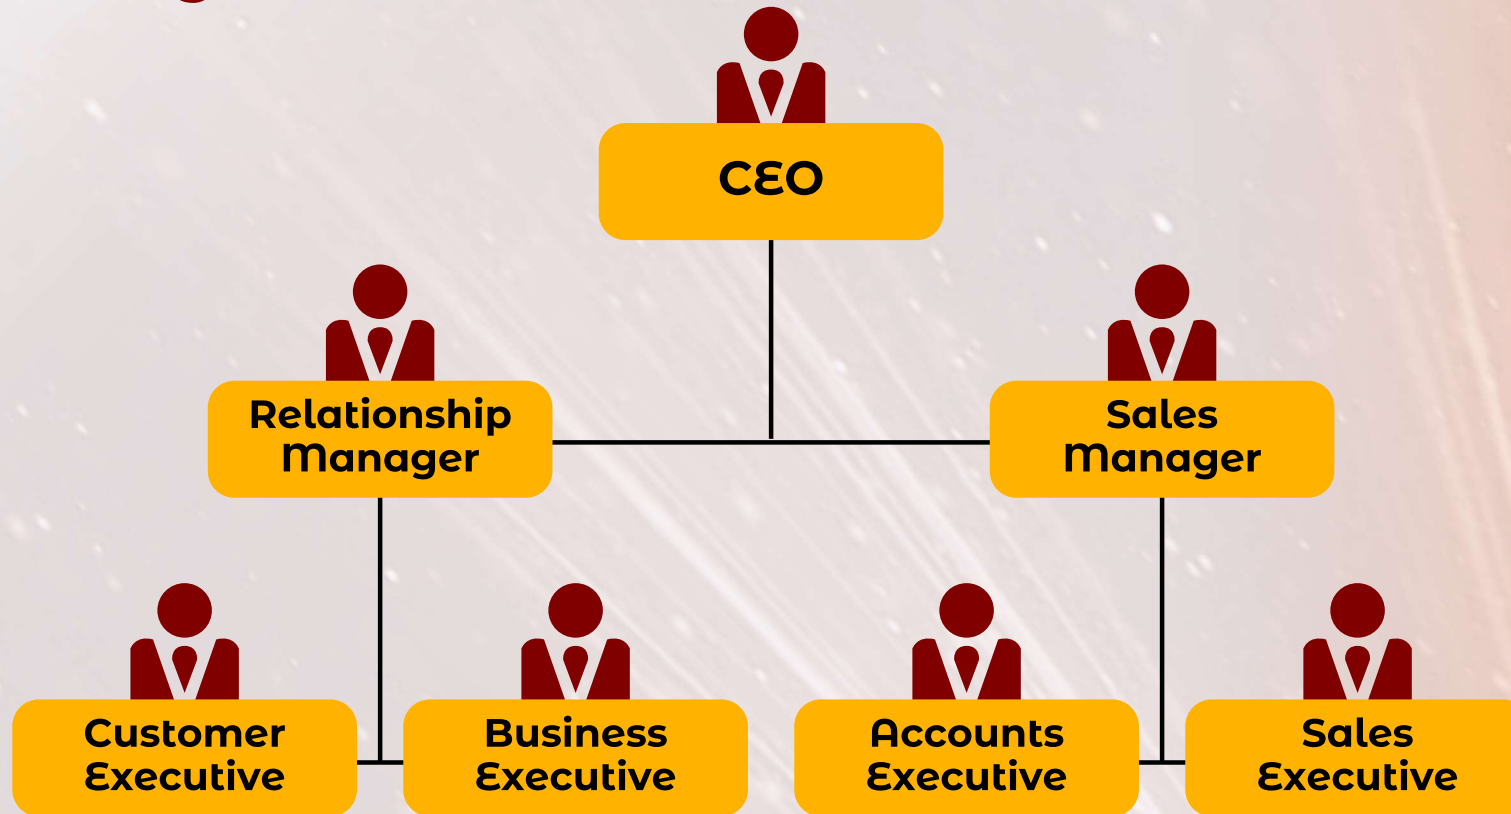 CEO
Relationship
Manager
Sales
Manager
Customer
Executive
Business
Executive
Accounts
Executive
Sales
Executive